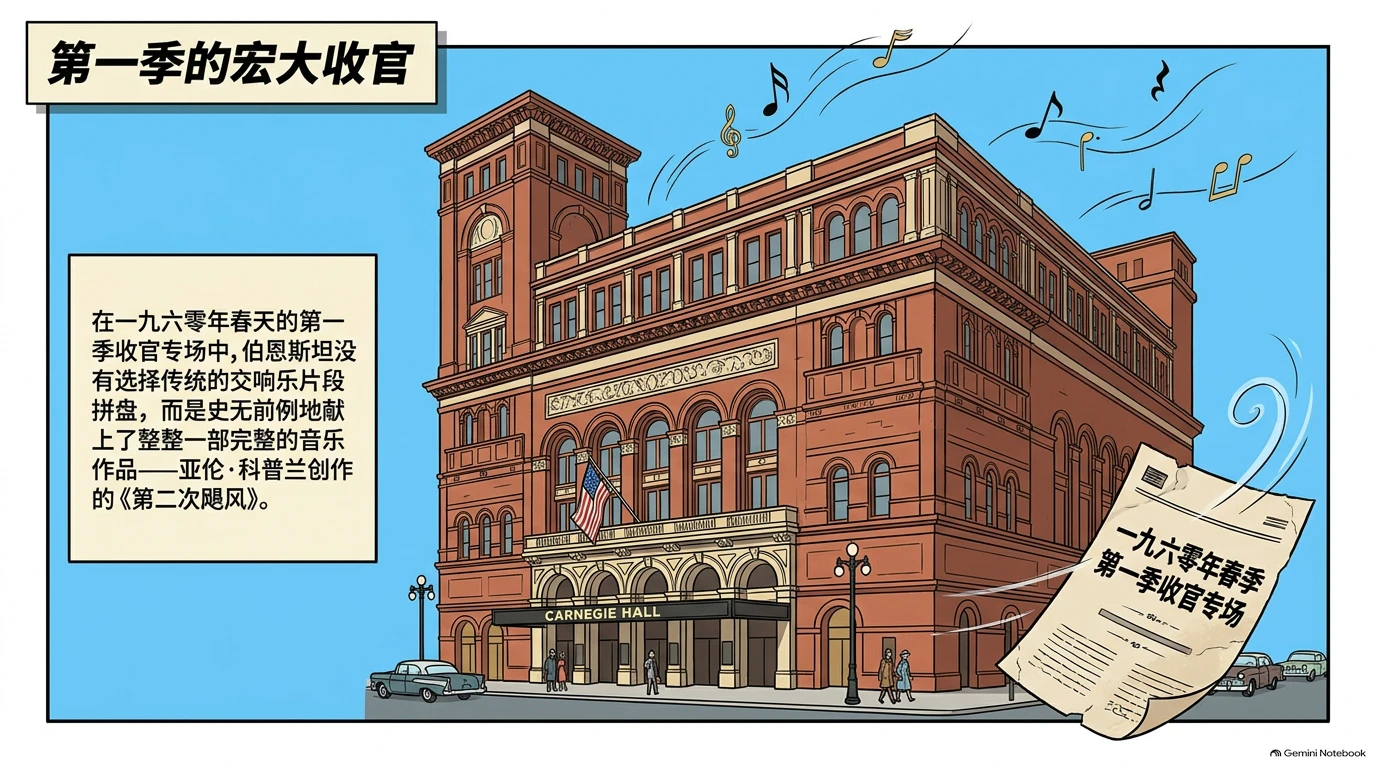 第一季的宏大收官
在一九六零年春天的第一
季收官专场中，伯恩斯坦没
有选择传统的交响乐片段
拼盘，而是史无前例地献
上了整整一部完整的音乐
作品——亚伦·科普兰创作
的《第二次飓风》。
CARNEGIE HALL
一九六零年春季
第一季收官专场
Gemini Notebook